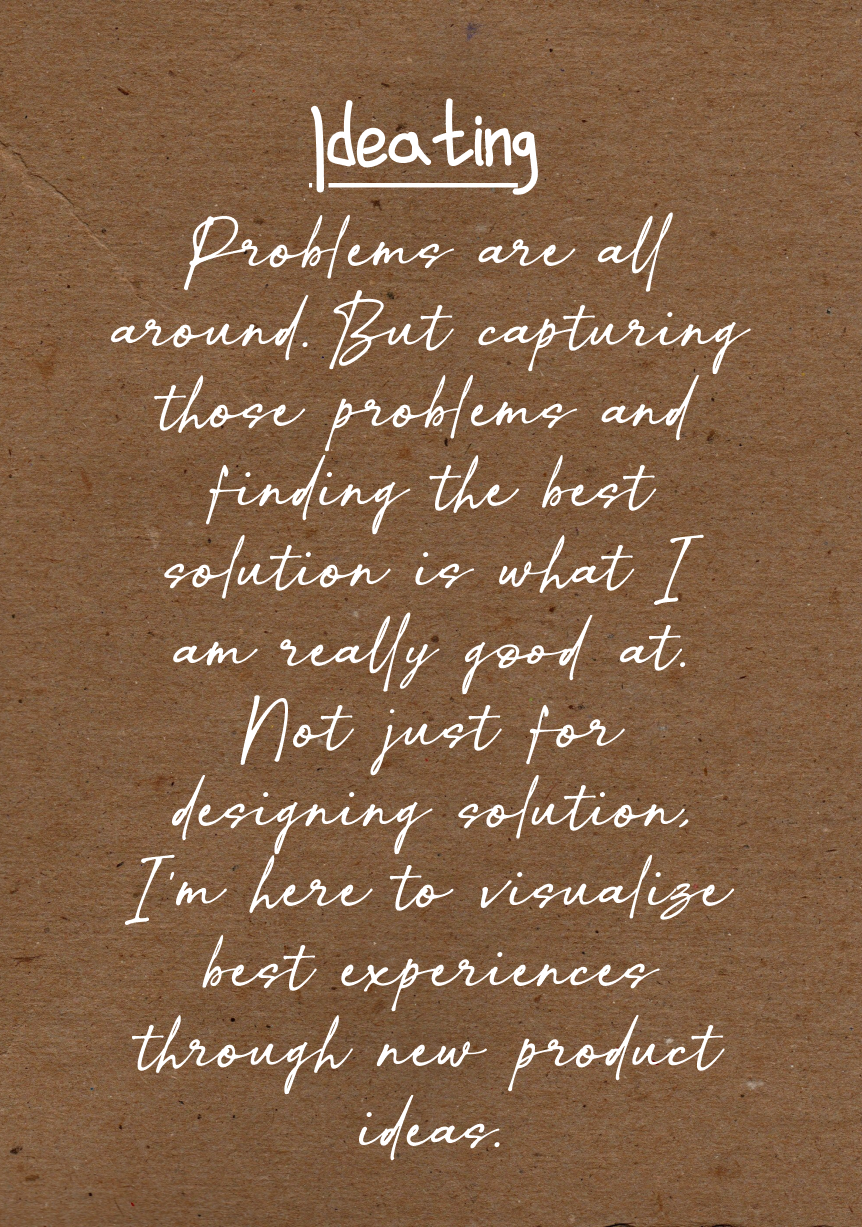 Ideating
Problems are all
around. But capturing
those problems and
finding the best
solution is what I
am really good at.
Not just for
designing solution,
I'm here to visualize
best experiences
through new product
ideas.